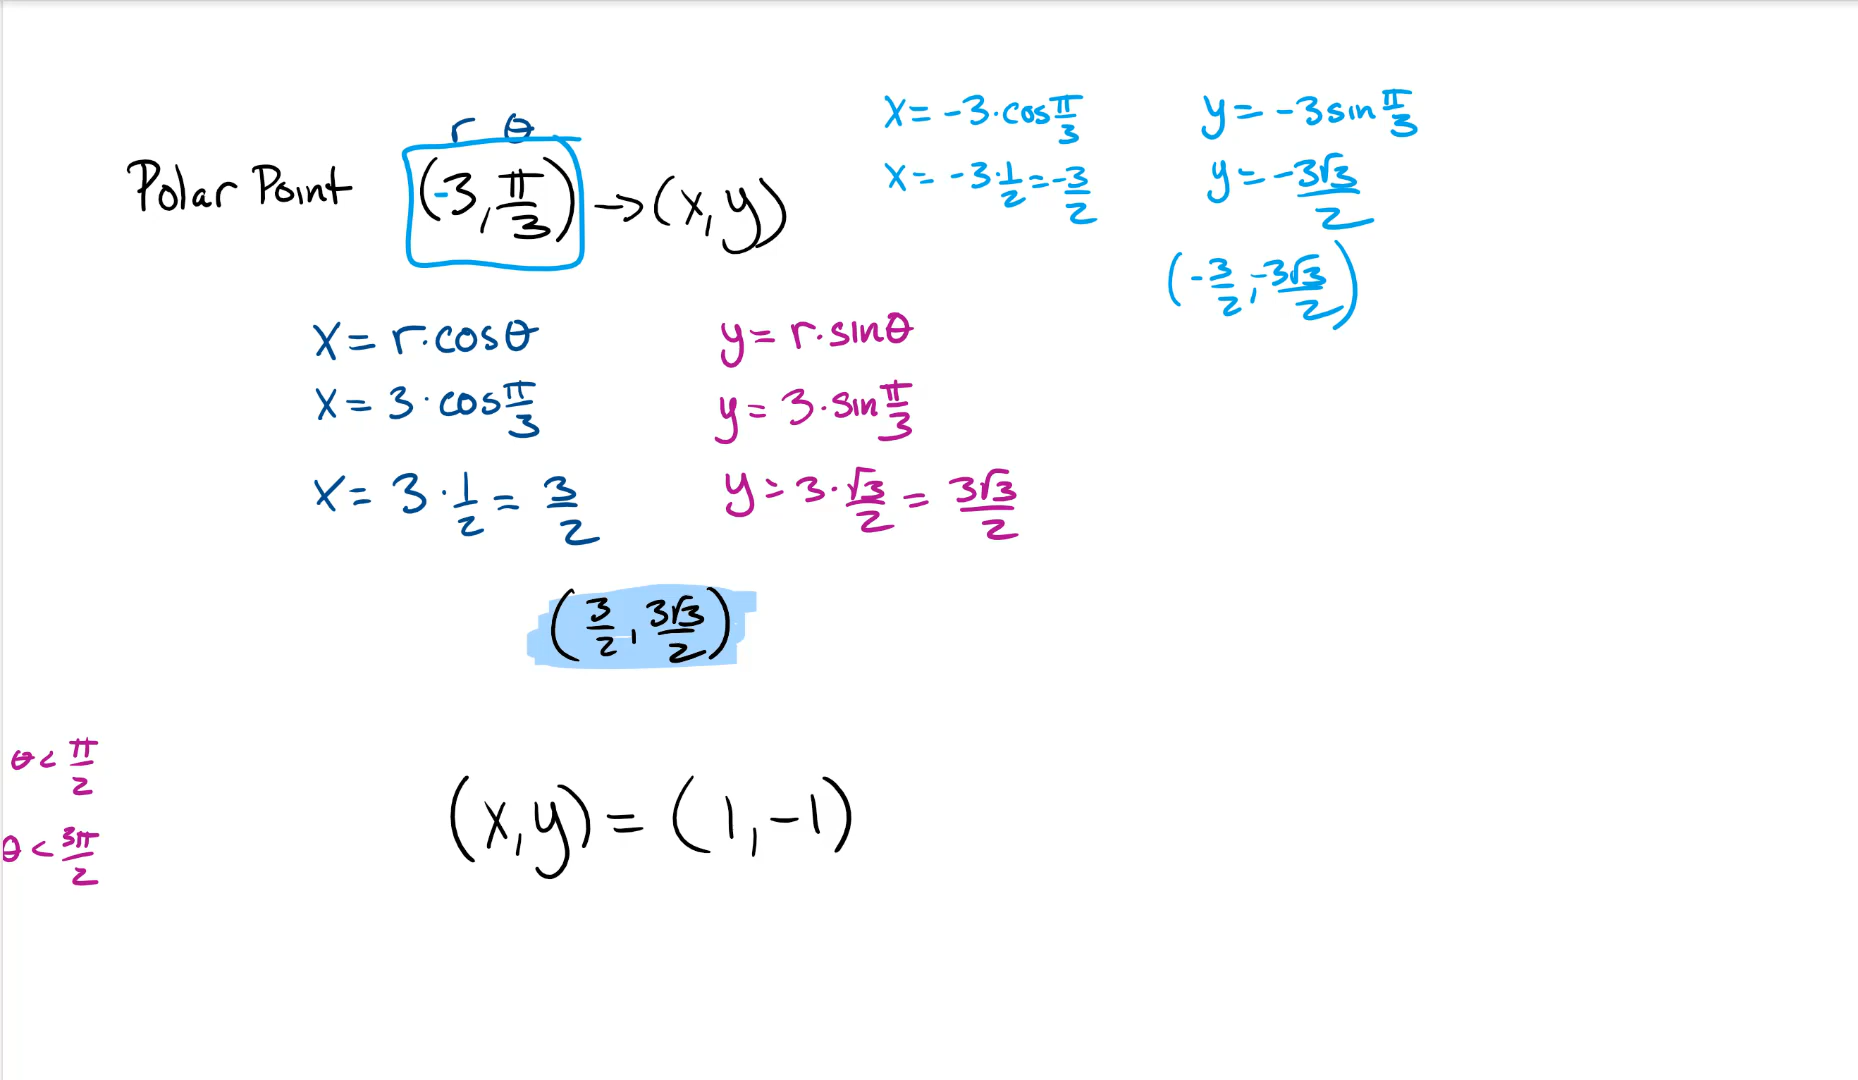 r θ
Polar Point (-3, π/3) → (x, y)
x = r·cosθ
x = 3·cos π/3
x = 3·1/2 = 3/2
y = r·sinθ
y = 3·sin π/3
y = 3·√3/2 = 3√3/2
(3/2, 3√3/2)
x = -3·cos π/3
x = -3·1/2 = -3/2
y = -3 sin π/3
y = -3√3/2
(-3/2, -3√3/2)
θ < π/2
θ < 3π/2
(x, y) = (1, -1)